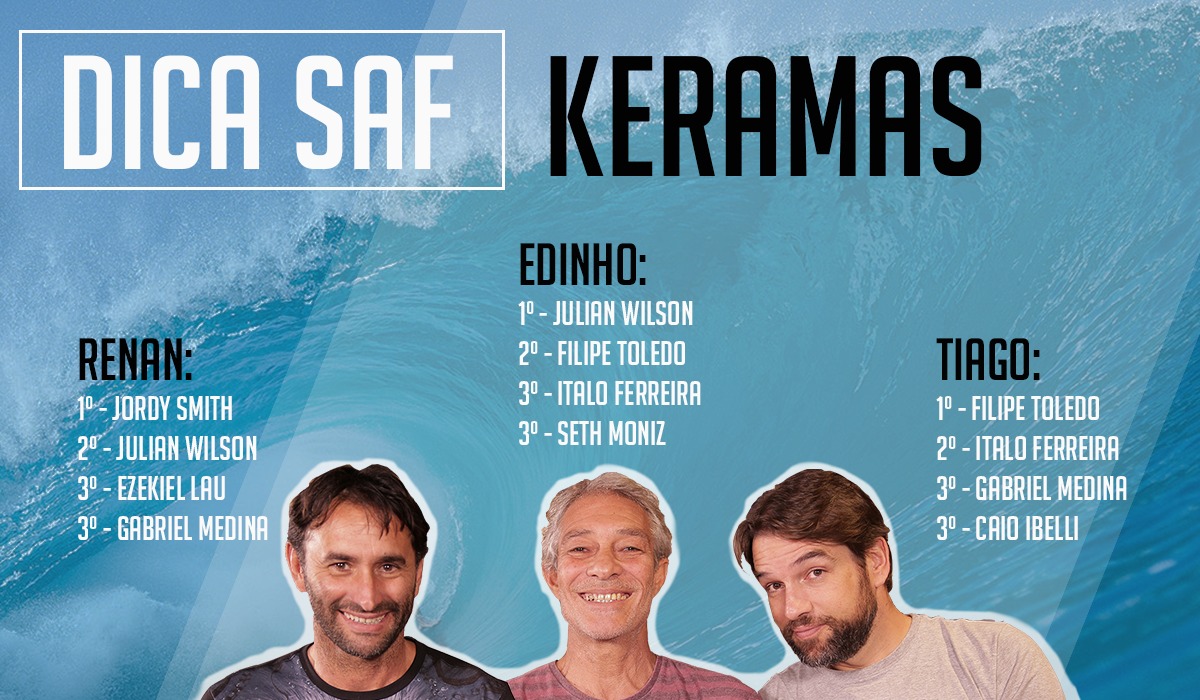 DICA SAF KERAMAS
RENAN:
1º - JORDY SMITH
2º - JULIAN WILSON
3º - EZEKIEL LAU
3º - GABRIEL MEDINA
EDINHO:
1º - JULIAN WILSON
2º - FILIPE TOLEDO
3º - ITALO FERREIRA
3º - SETH MONIZ
TIAGO:
1º - FILIPE TOLEDO
2º - ITALO FERREIRA
3º - GABRIEL MEDINA
3º - CAIO IBELLI